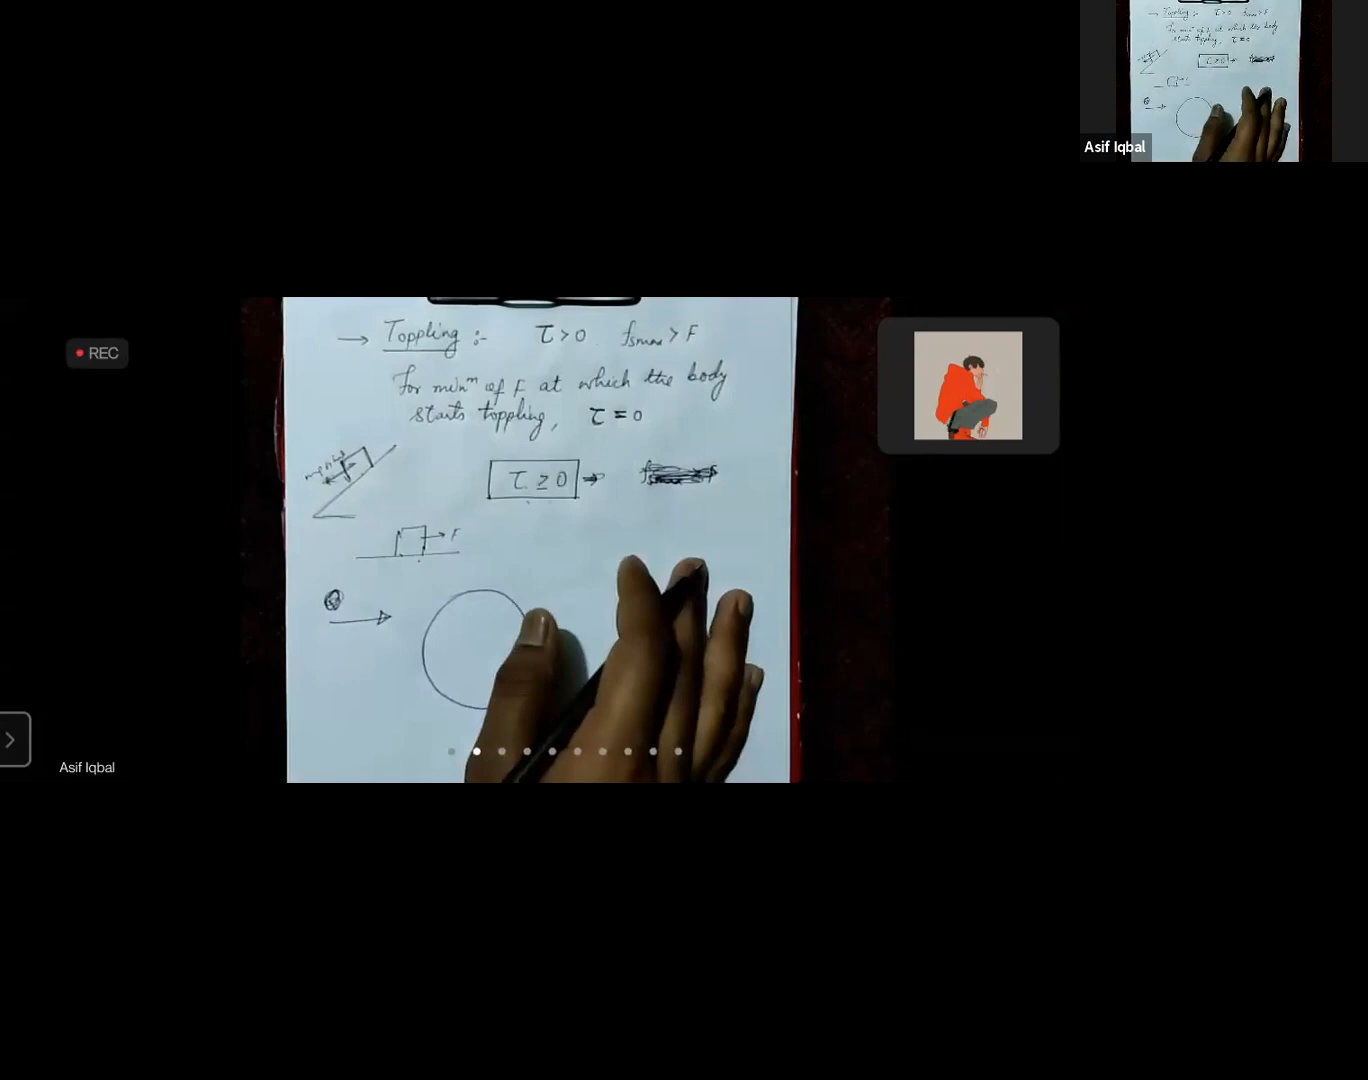 Asif Iqbal
REC
→ Toppling :- τ > 0 fsmax > F
For minᵐ of F at which the body
starts toppling, τ = 0
τ ≥ 0 ⇒
F
Asif Iqbal